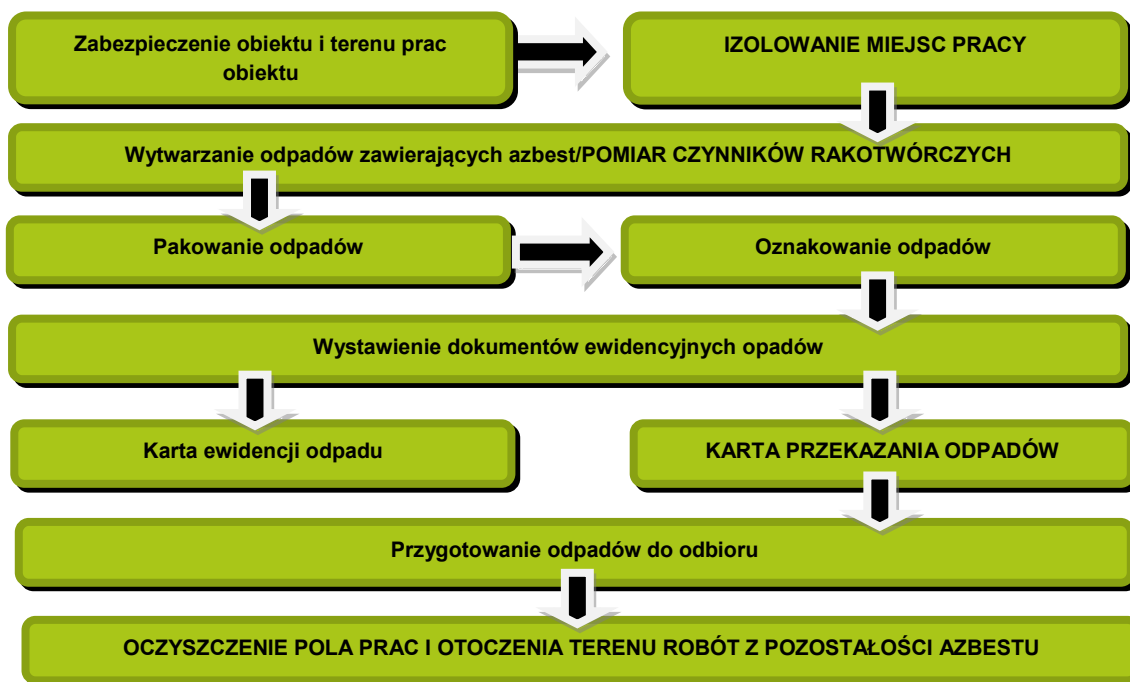 Zabezpieczenie obiektu i terenu prac
obiektu
IZOLOWANIE MIEJSC PRACY
Wytwarzanie odpadów zawierających azbest/POMIAR CZYNNIKÓW RAKOTWÓRCZYCH
Pakowanie odpadów
Oznakowanie odpadów
Wystawienie dokumentów ewidencyjnych opadów
Karta ewidencji odpadu
KARTA PRZEKAZANIA ODPADÓW
Przygotowanie odpadów do odbioru
OCZYSZCZENIE POLA PRAC I OTOCZENIA TERENU ROBÓT Z POZOSTAŁOŚCI AZBESTU